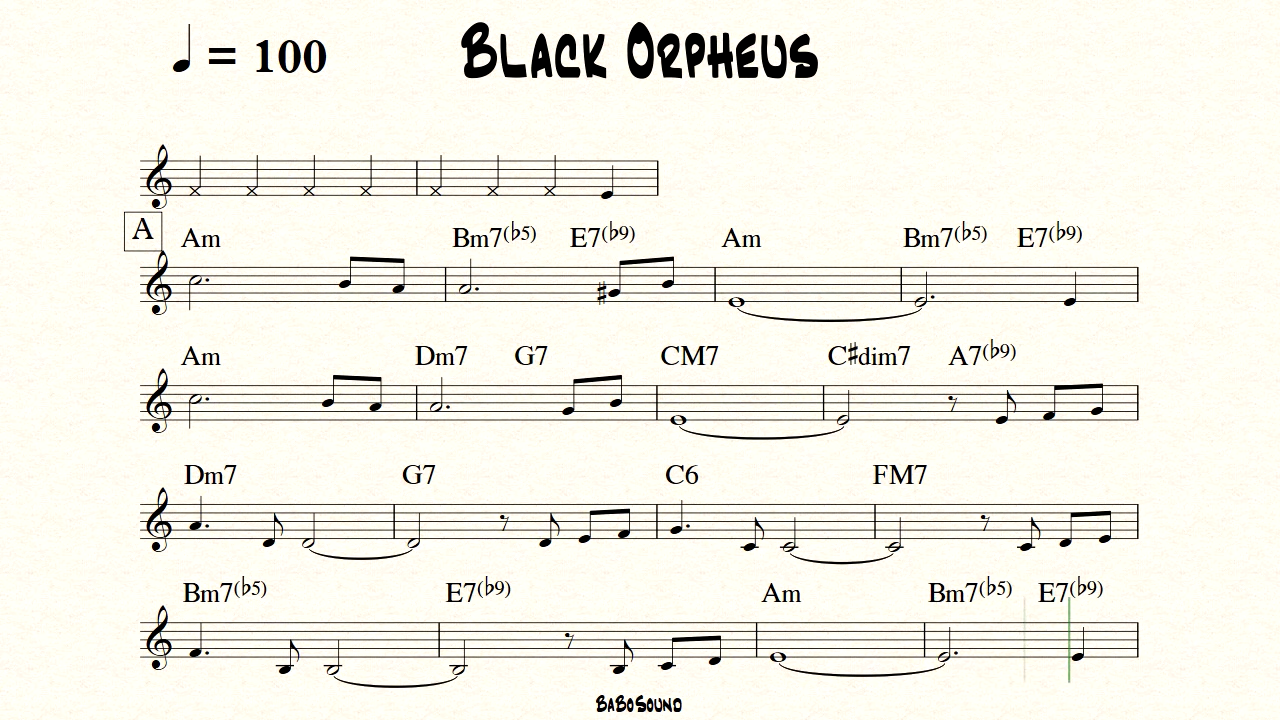 ♩ = 100 Black Orpheus
A Am Bm7(♭5) E7(♭9) Am Bm7(♭5) E7(♭9)
Am Dm7 G7 CM7 C♯dim7 A7(♭9)
Dm7 G7 C6 FM7
Bm7(♭5) E7(♭9) Am Bm7(♭5) E7(♭9)
BaBoSound